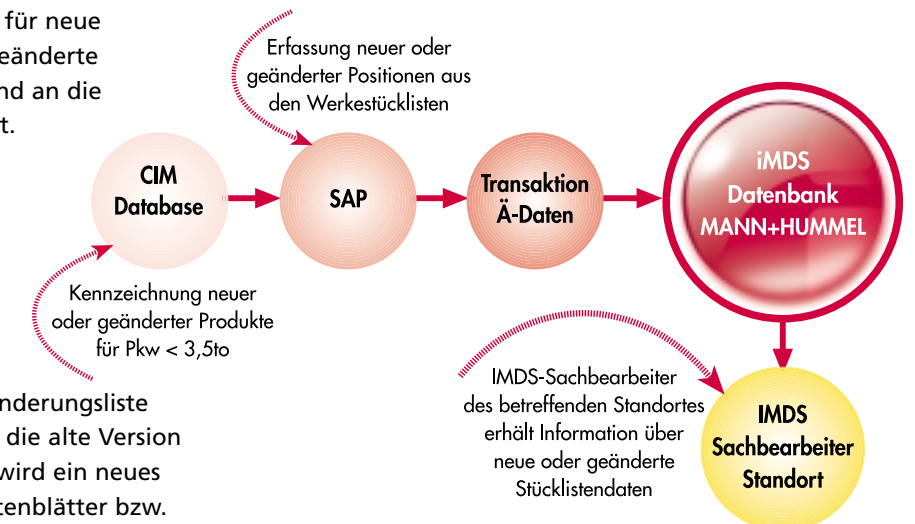 für neue
eänderte
nd an die
t.
Erfassung neuer oder
geänderter Positionen aus
den Werkestücklisten
CIM
Database
SAP
Transaktion
Ä-Daten
iMDS
Datenbank
MANN+HUMMEL
Kennzeichnung neuer
oder geänderter Produkte
für Pkw < 3,5to
IMDS-Sachbearbeiter
des betreffenden Standortes
erhält Information über
neue oder geänderte
Stücklistendaten
IMDS
Sachbearbeiter
Standort
nderungsliste
die alte Version
wird ein neues
tenblätter bzw.